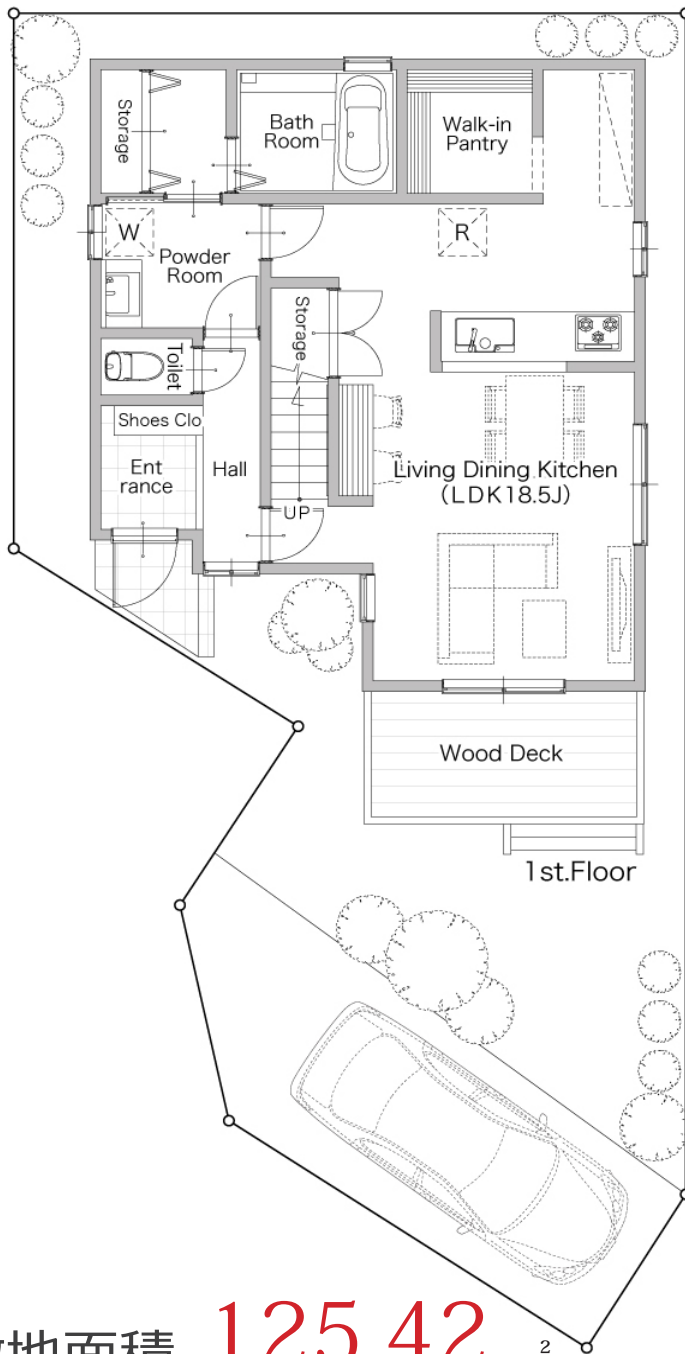 Storage
Bath
Room
Walk-in
Pantry
W
Powder
Room
R
Storage
Toilet
Shoes Clo
Ent
rance
Hall
UP
Living Dining Kitchen
(LDK18.5J)
Wood Deck
1st.Floor
地面積 125.42 2